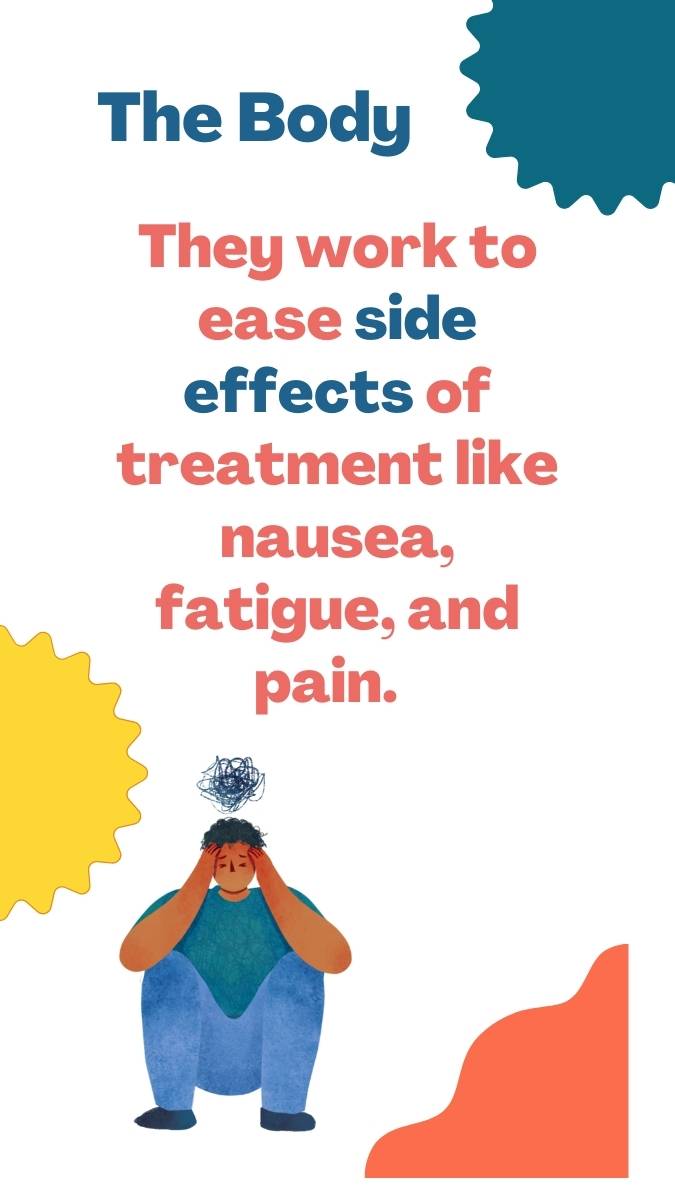 The Body
They work to
ease side
effects of
treatment like
nausea,
fatigue, and
pain.